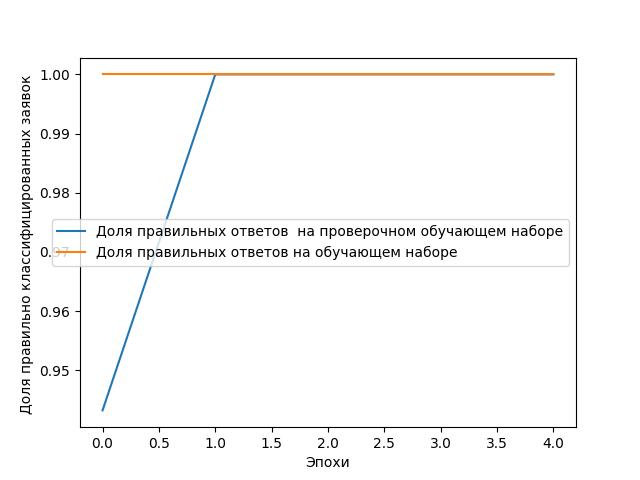 Доля правильно классифицированных заявок
1.00
0.99
0.98
0.97
0.96
0.95
Доля правильных ответов  на проверочном обучающем наборе
Доля правильных ответов на обучающем наборе
0.0 0.5 1.0 1.5 2.0 2.5 3.0 3.5 4.0
Эпохи